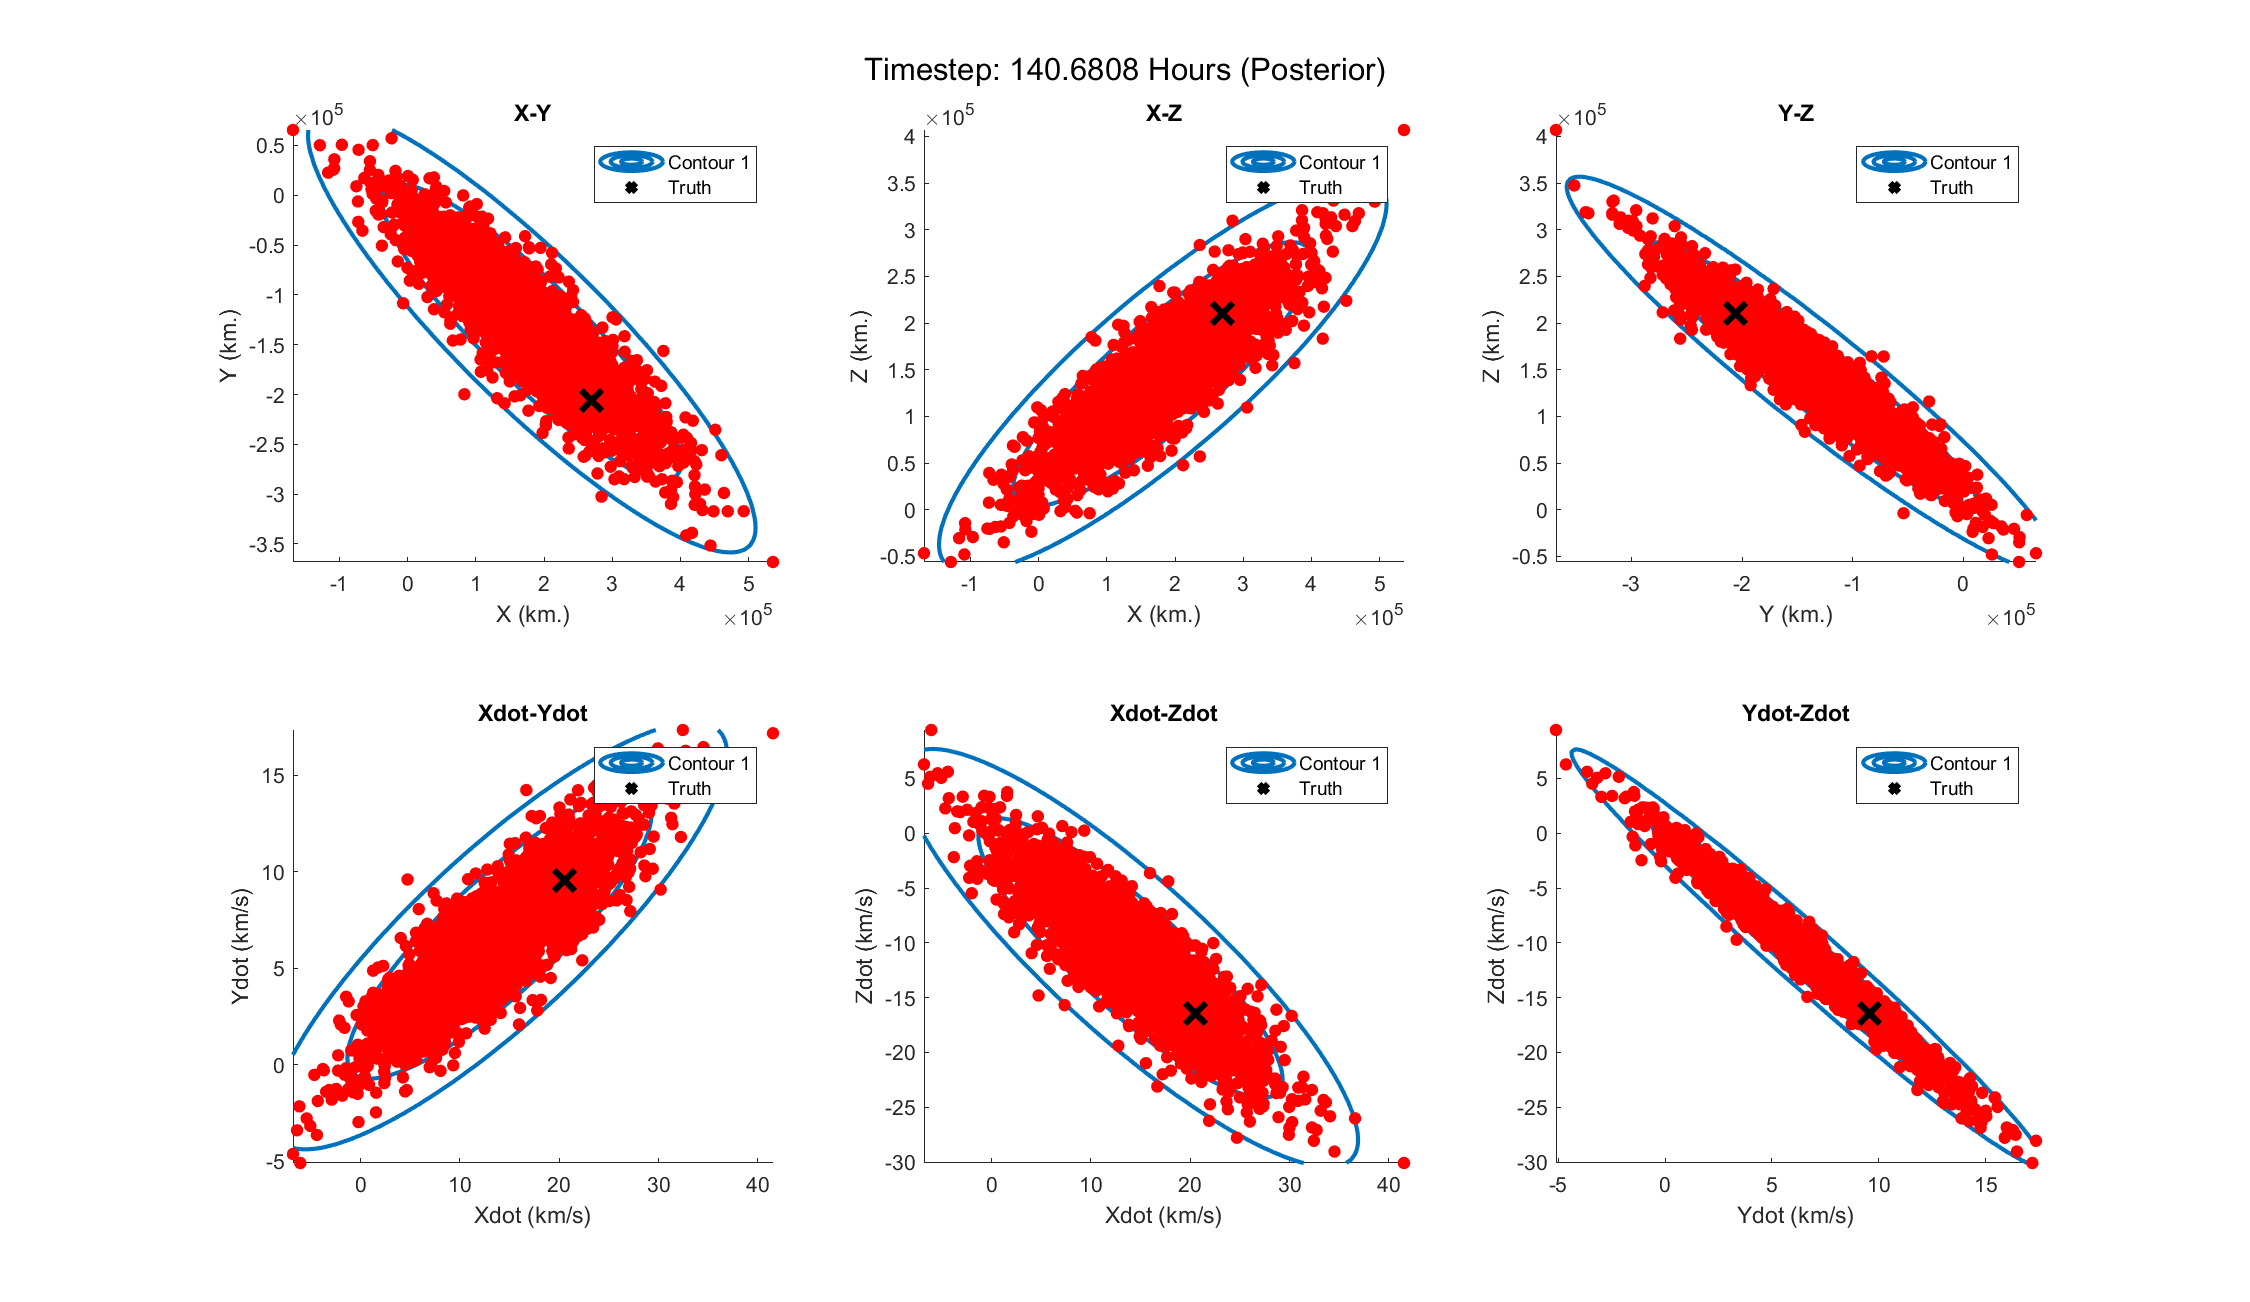 Timestep: 140.6808 Hours (Posterior)
X-Y
×10^5
0.5
0
-0.5
-1
-1.5
-2
-2.5
-3
-3.5
Y (km.)
-1 0 1 2 3 4 5
X (km.)
×10^5
Contour 1
Truth
X-Z
×10^5
4
3.5
3
2.5
2
1.5
1
0.5
0
-0.5
Z (km.)
-1 0 1 2 3 4 5
X (km.)
×10^5
Contour 1
Truth
Y-Z
×10^5
4
3.5
3
2.5
2
1.5
1
0.5
0
-0.5
Z (km.)
-3 -2 -1 0
Y (km.)
×10^5
Contour 1
Truth
Xdot-Ydot
15
10
5
0
-5
Ydot (km/s)
0 10 20 30 40
Xdot (km/s)
Contour 1
Truth
Xdot-Zdot
5
0
-5
-10
-15
-20
-25
-30
Zdot (km/s)
0 10 20 30 40
Xdot (km/s)
Contour 1
Truth
Ydot-Zdot
5
0
-5
-10
-15
-20
-25
-30
Zdot (km/s)
-5 0 5 10 15
Ydot (km/s)
Contour 1
Truth